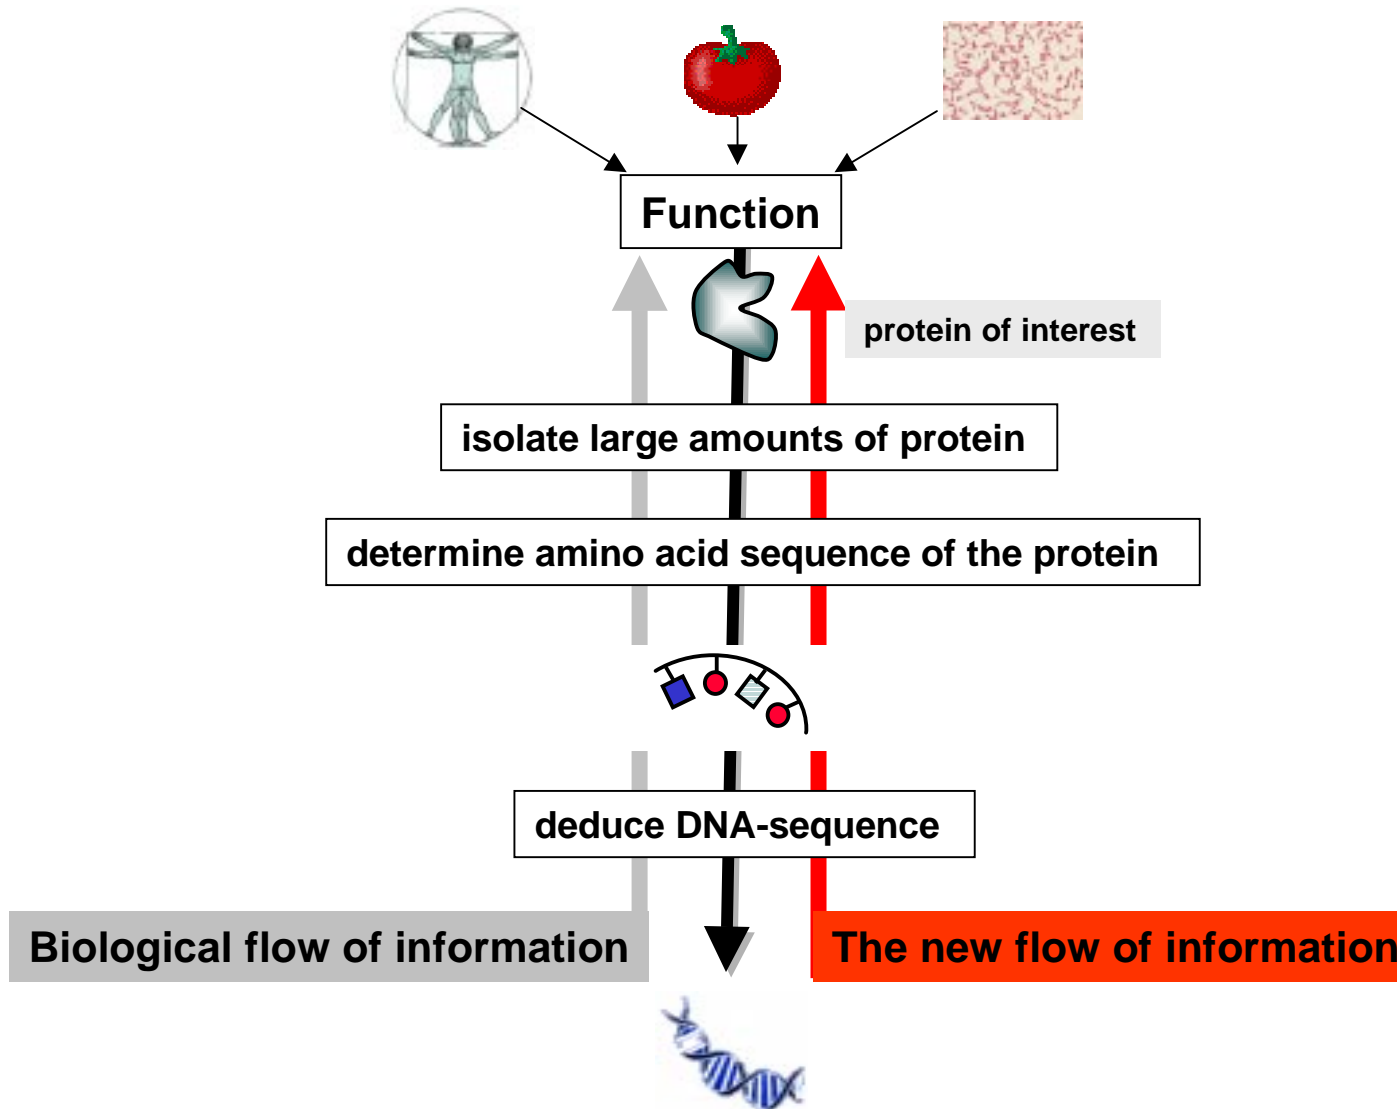 Function
protein of interest
isolate large amounts of protein
determine amino acid sequence of the protein
deduce DNA-sequence
Biological flow of information
The new flow of information